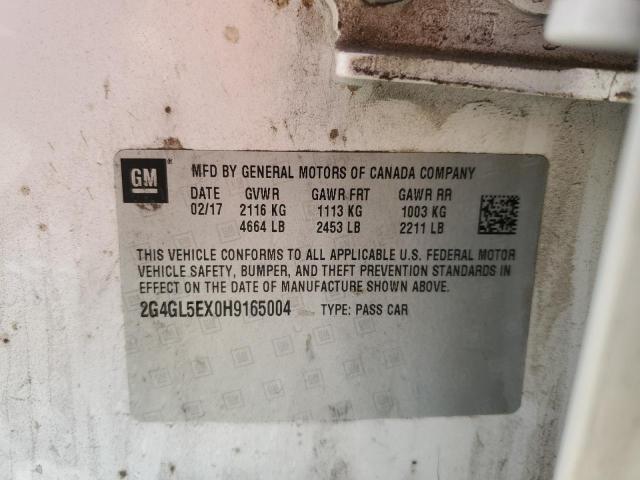 GM
MFD BY GENERAL MOTORS OF CANADA COMPANY
DATE GVWR GAWR FRT GAWR RR
02/17 2116 KG 1113 KG 1003 KG
4664 LB 2453 LB 2211 LB
THIS VEHICLE CONFORMS TO ALL APPLICABLE U.S. FEDERAL MOTOR
VEHICLE SAFETY, BUMPER, AND THEFT PREVENTION STANDARDS IN
EFFECT ON THE DATE OF MANUFACTURE SHOWN ABOVE.
2G4GL5EX0H9165004 TYPE: PASS CAR